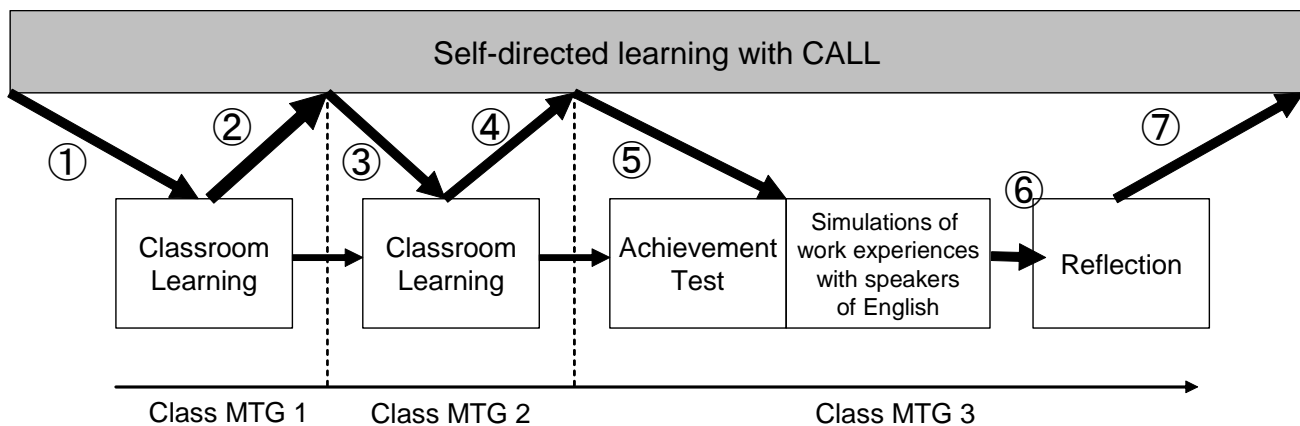 Self-directed learning with CALL
①
②
③
④
⑤
⑥
⑦
Classroom
Learning
Classroom
Learning
Achievement
Test
Simulations of
work experiences
with speakers
of English
Reflection
Class MTG 1
Class MTG 2
Class MTG 3